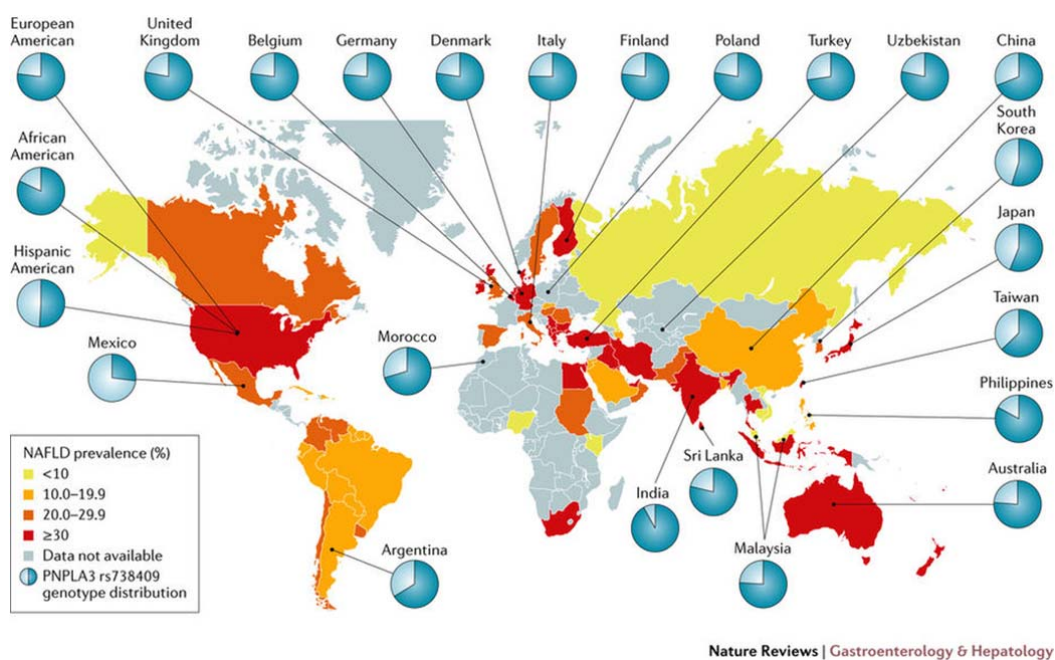 European
American
United
Kingdom
Belgium
Germany
Denmark
Italy
Finland
Poland
Turkey
Uzbekistan
China
African
American
South
Korea
Hispanic
American
Japan
Mexico
Morocco
Taiwan
Philippines
NAFLD prevalence (%)
<10
10.0–19.9
20.0–29.9
≥30
Data not available
PNPLA3 rs738409
genotype distribution
Sri Lanka
India
Australia
Malaysia
Argentina
Nature Reviews | Gastroenterology & Hepatology